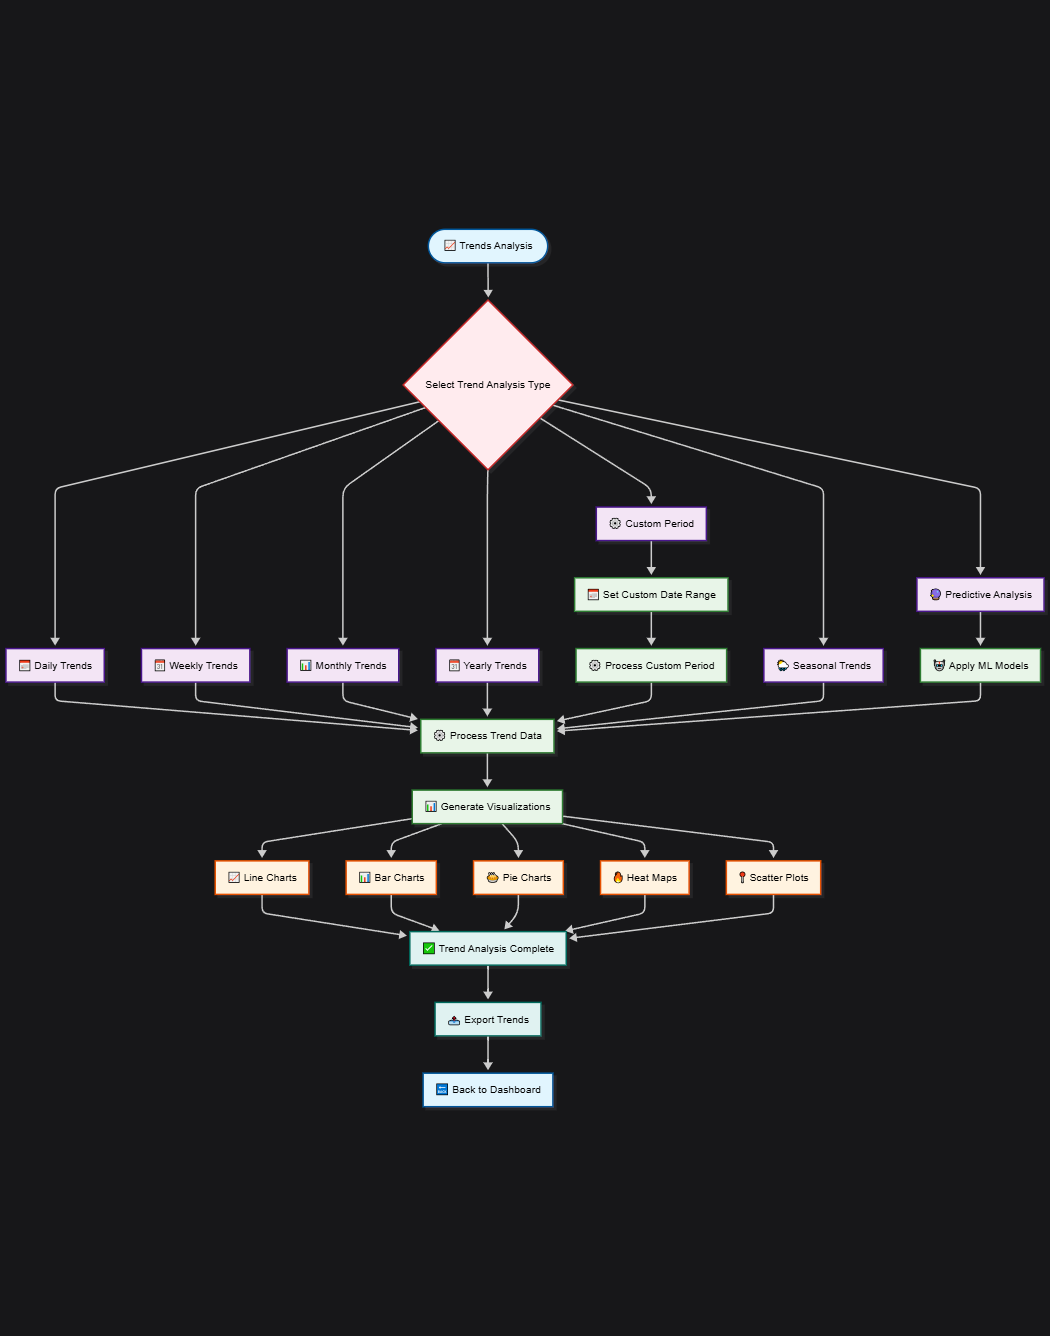 Trends Analysis
Select Trend Analysis Type
Custom Period
Set Custom Date Range
Predictive Analysis
Daily Trends
Weekly Trends
Monthly Trends
Yearly Trends
Process Custom Period
Seasonal Trends
Apply ML Models
Process Trend Data
Generate Visualizations
Line Charts
Bar Charts
Pie Charts
Heat Maps
Scatter Plots
Trend Analysis Complete
Export Trends
Back to Dashboard